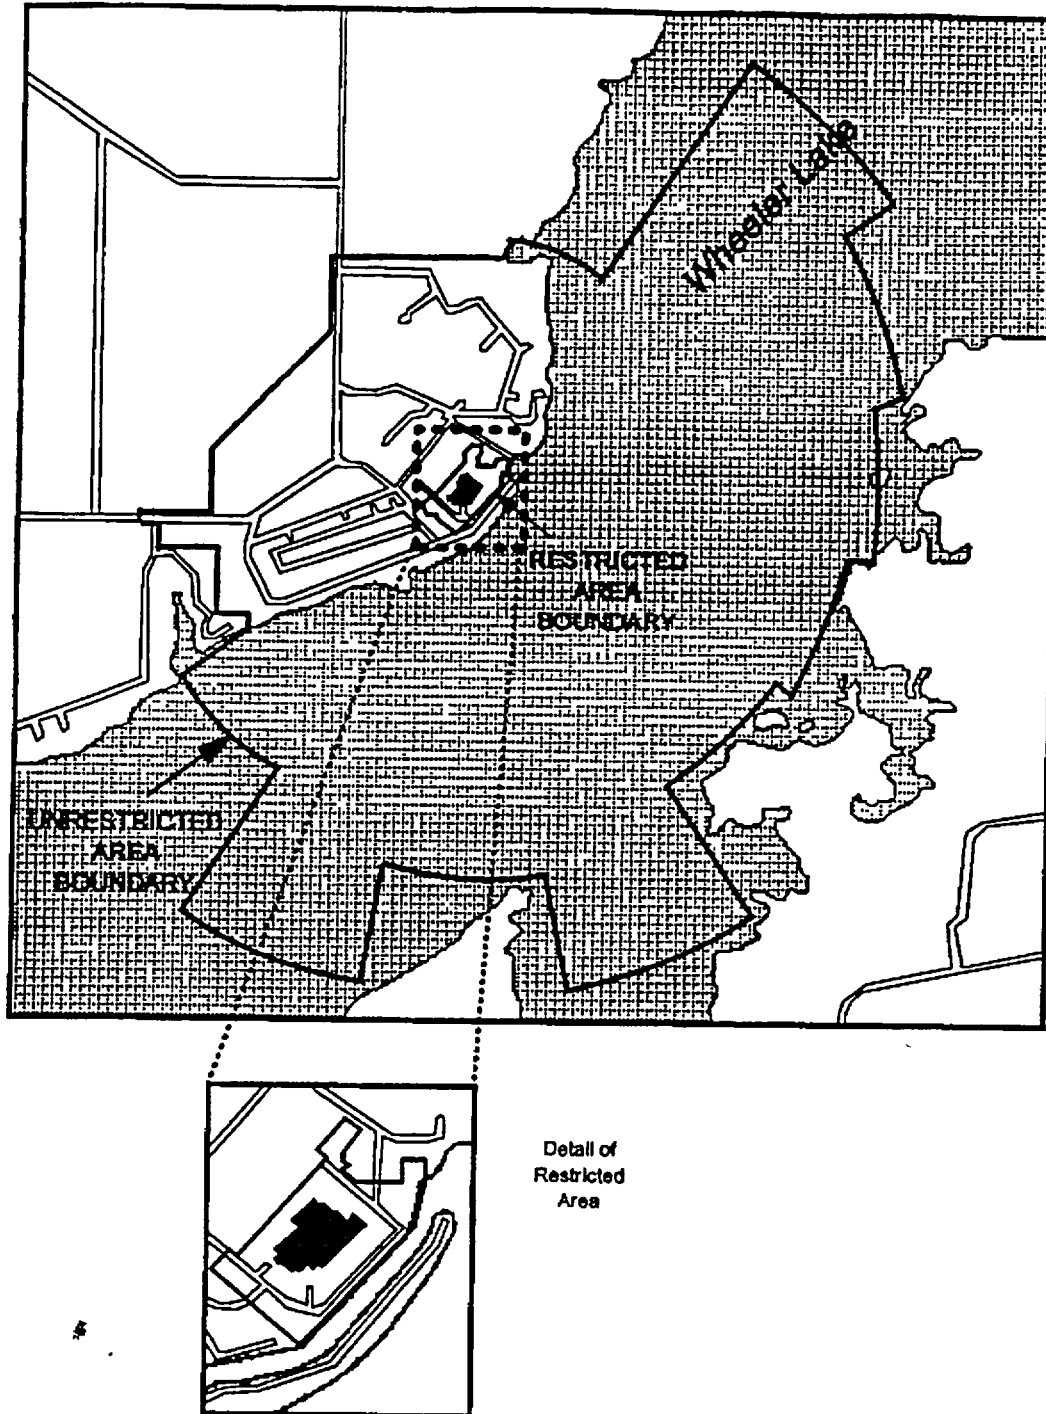 Wheeler Lake
RESTRICTED
AREA
BOUNDARY
UNRESTRICTED
AREA
BOUNDARY
Detail of
Restricted
Area